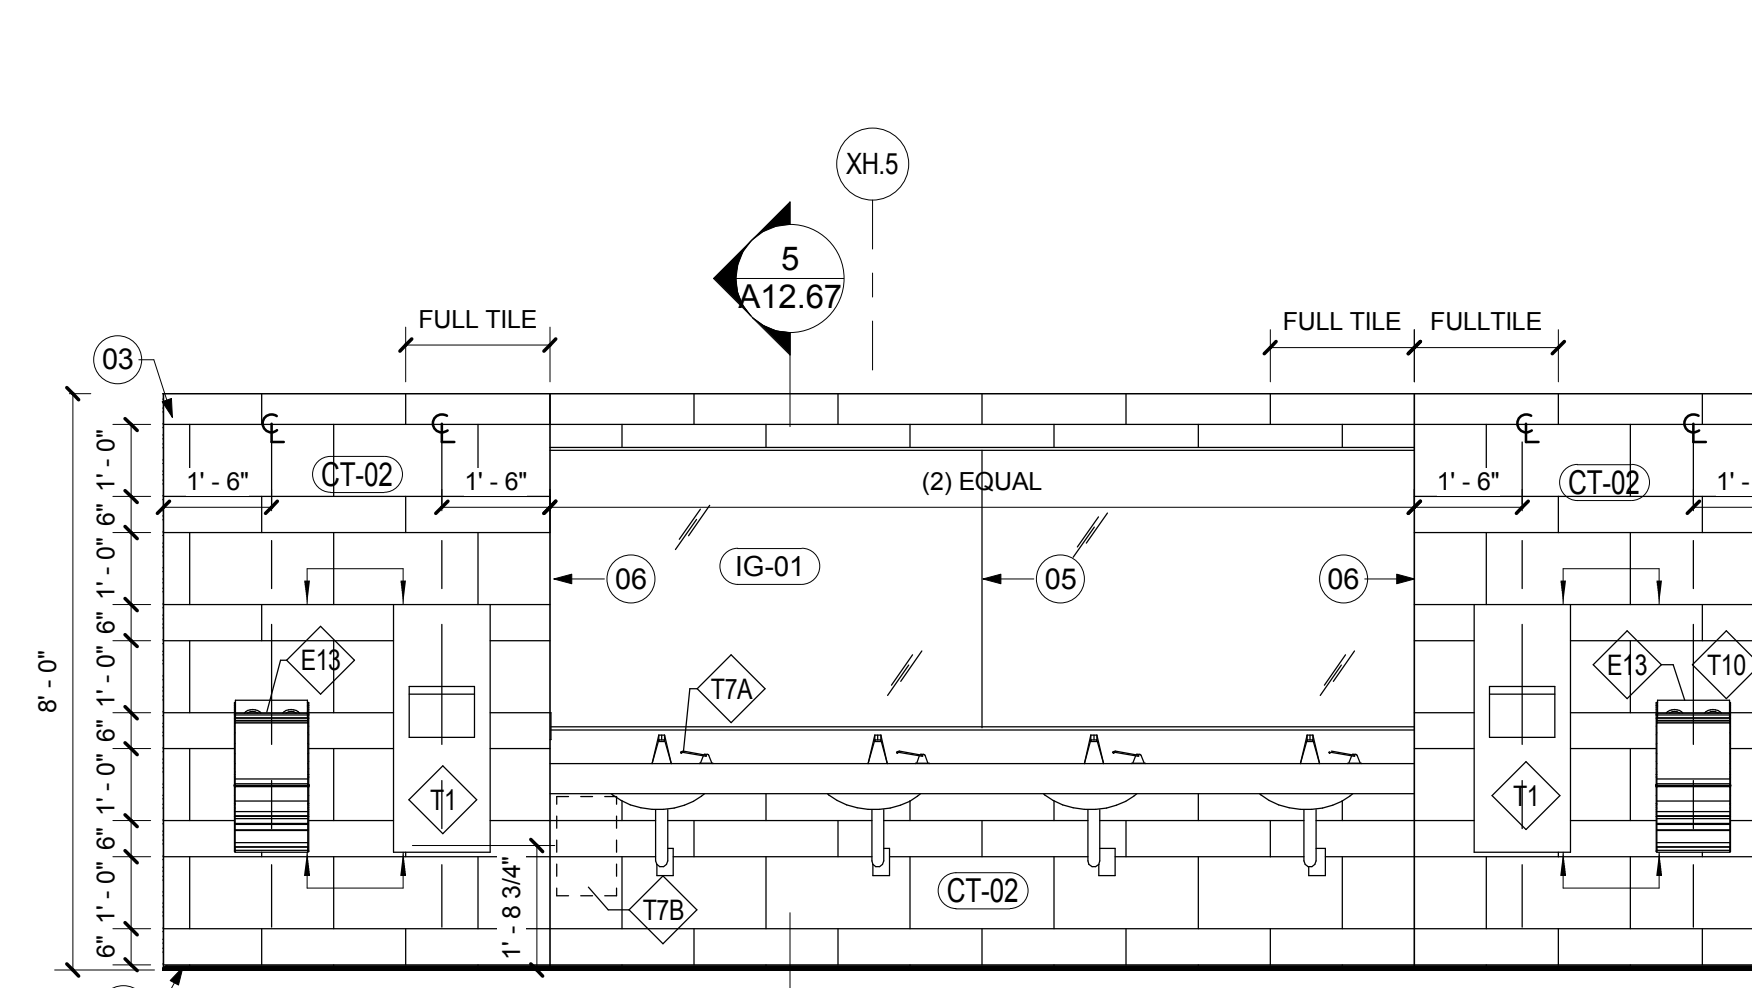 XH.5
5
A12.67
FULL TILE
FULL TILE
FULLTILE
03
℄
℄
℄
℄
1' - 6"
CT-02
1' - 6"
(2) EQUAL
1' - 6"
CT-02
1' -
IG-01
06
05
06
E13
T7A
E13
T10
T1
T1
T7B
CT-02
1' - 8 3/4"
8' - 0"
1' - 0"
6"
1' - 0"
6"
1' - 0"
6"
1' - 0"
6"
1' - 0"
6"